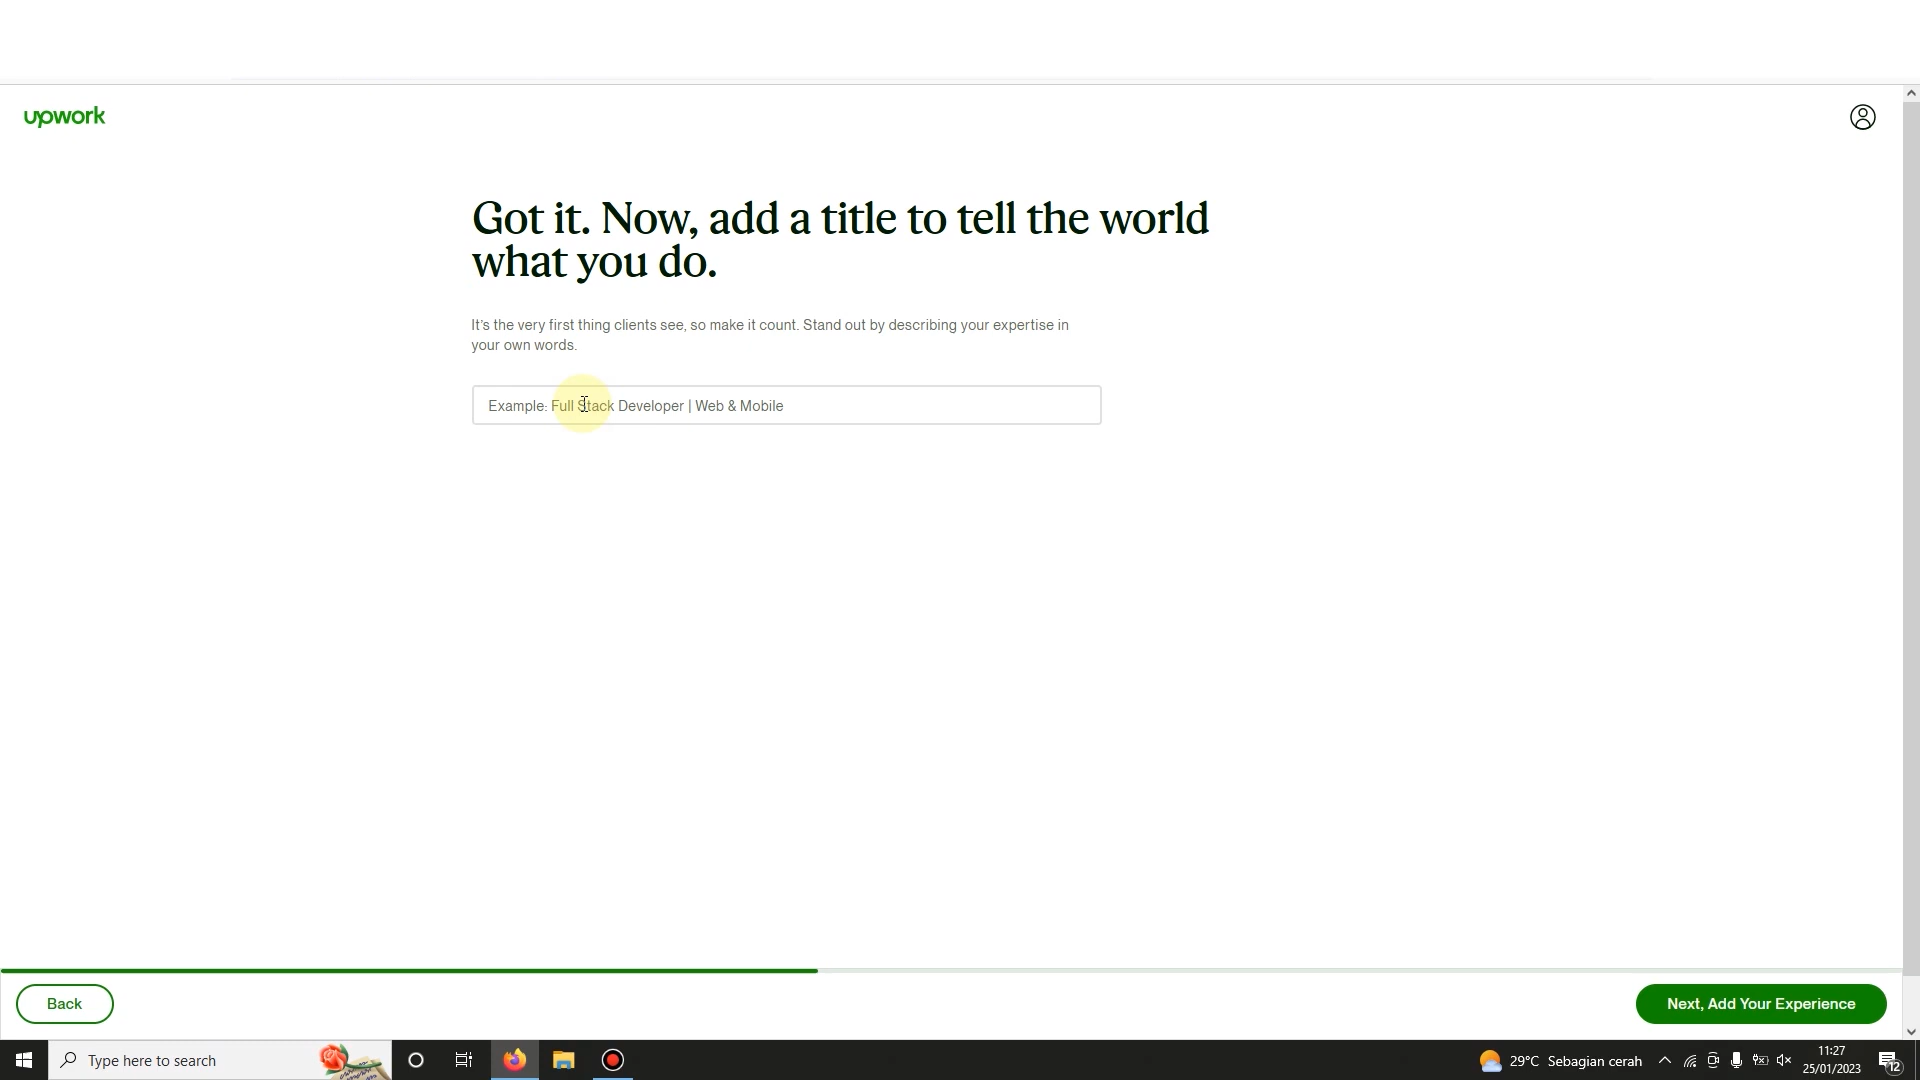 upwork
Got it. Now, add a title to tell the world
what you do.
It's the very first thing clients see, so make it count. Stand out by describing your expertise in
your own words.
Example: Full Stack Developer | Web & Mobile
Back
Next, Add Your Experience
Type here to search
29°C Sebagian cerah
11:27
25/01/2023
12